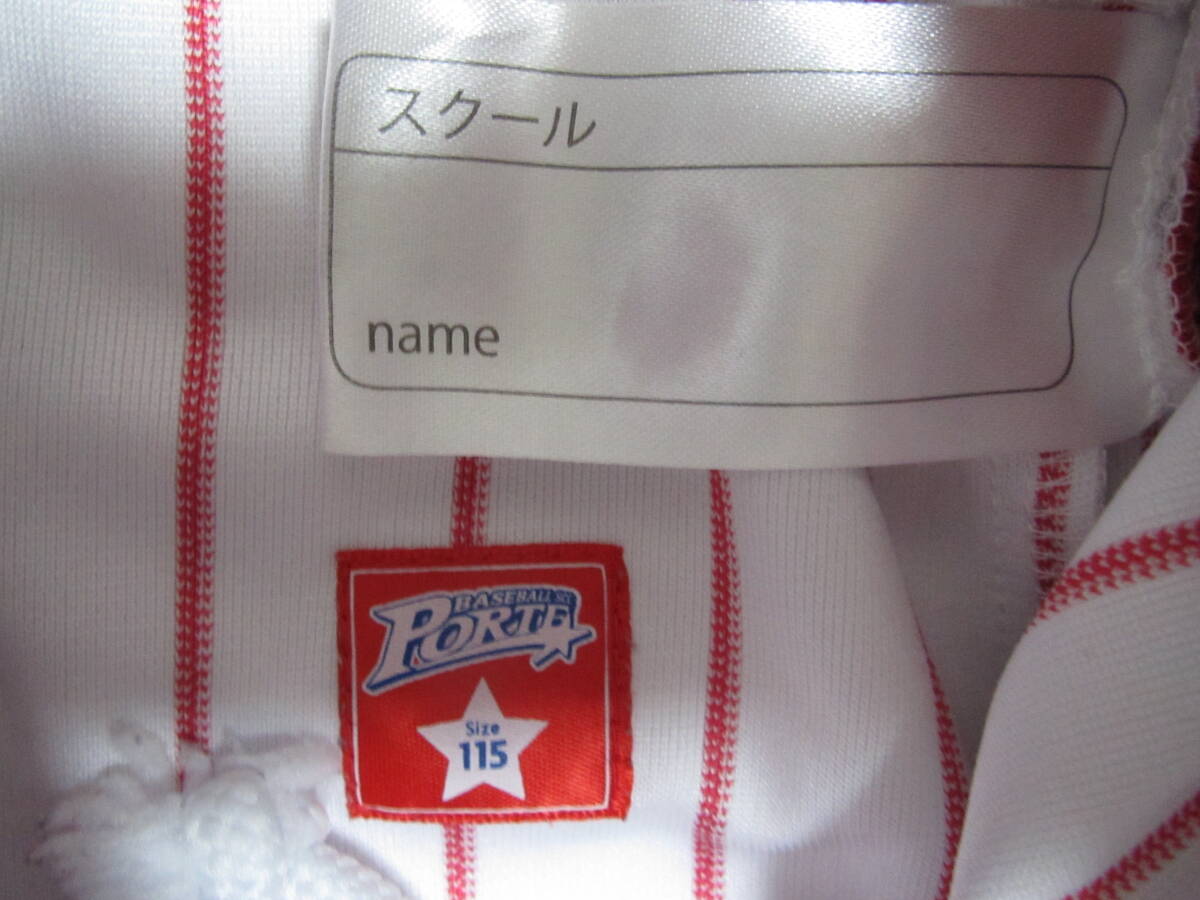 スクール
name
BASEBALL
PORTE
Size
115